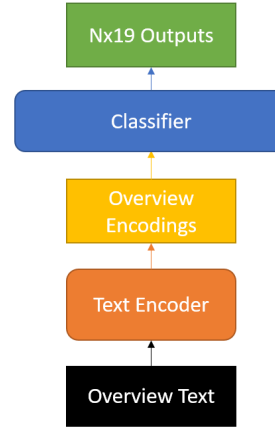 Nx19 Outputs
Classifier
Overview
Encodings
Text Encoder
Overview Text